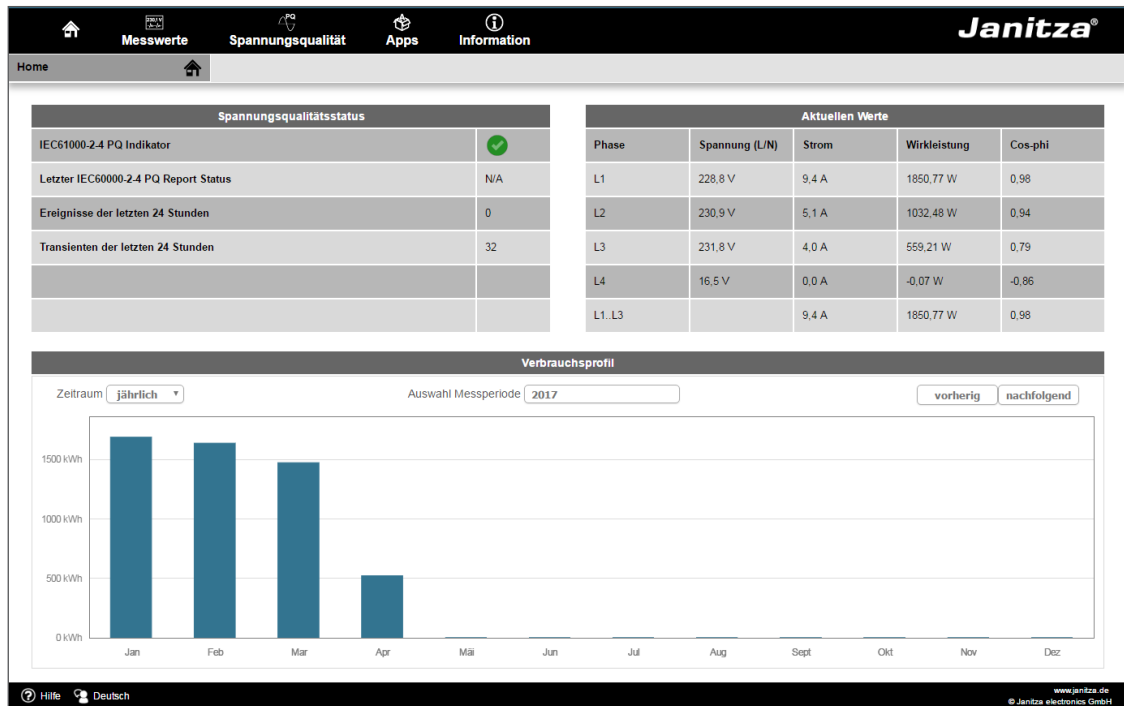 Messwerte Spannungsqualität Apps Information Janitza®
Home
Spannungsqualitätsstatus
IEC61000-2-4 PQ Indikator
Letzter IEC60000-2-4 PQ Report Status N/A
Ereignisse der letzten 24 Stunden 0
Transienten der letzten 24 Stunden 32
Aktuellen Werte
Phase Spannung (L/N) Strom Wirkleistung Cos-phi
L1 228,8 V 9,4 A 1850,77 W 0,98
L2 230,9 V 5,1 A 1032,48 W 0,94
L3 231,8 V 4,0 A 559,21 W 0,79
L4 16,5 V 0,0 A -0,07 W -0,86
L1..L3 9,4 A 1850,77 W 0,98
Verbrauchsprofil
Zeitraum jährlich Auswahl Messperiode 2017 vorherig nachfolgend
1500 kWh
1000 kWh
500 kWh
0 kWh
Jan Feb Mar Apr Mäi Jun Jul Aug Sept Okt Nov Dez
Hilfe Deutsch
www.janitza.de
© Janitza electronics GmbH